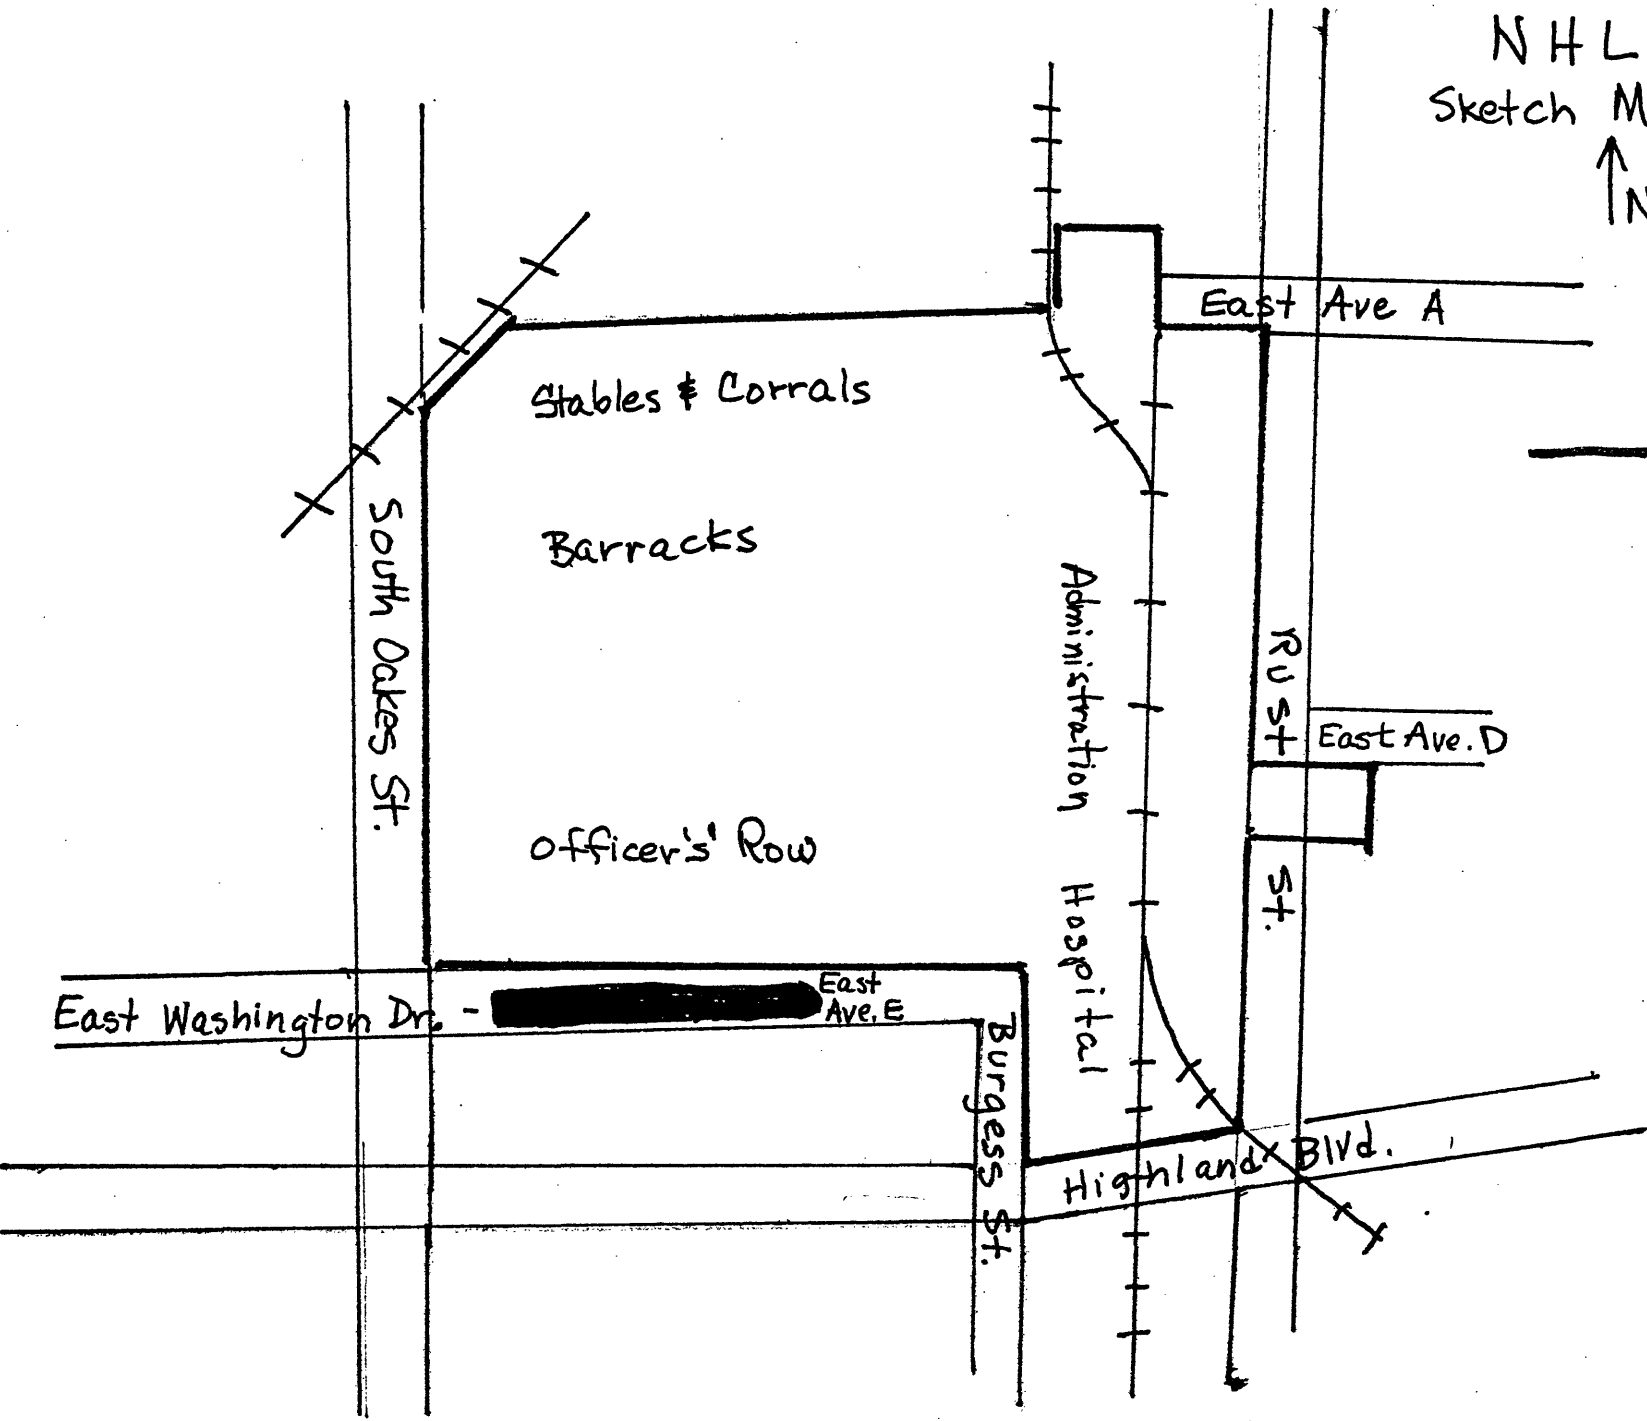 NHL
Sketch M
N
East Ave A
Stables & Corrals
Barracks
South Oakes St.
Administration
Rust St.
East Ave. D
Officer's' Row
Hospital
East Washington Dr. - East Ave. E
Burgess St.
Highland Blvd.